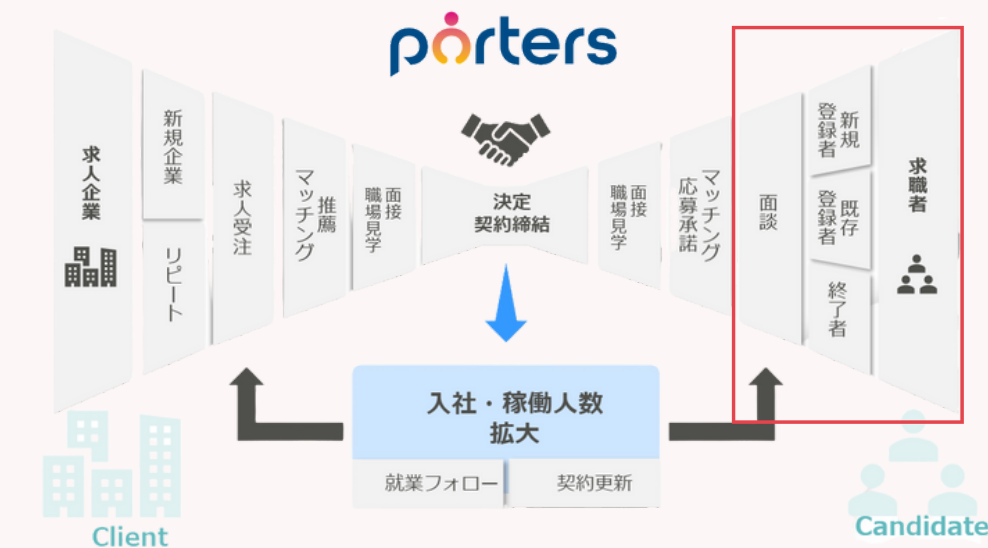 porters
求人企業
新規企業
リピート
求人受注
推薦
マッチング
面接
職場見学
決定
契約締結
面接
職場見学
マッチング
応募承諾
面談
新規
登録者
既存
登録者
終了者
求職者
入社・稼働人数
拡大
就業フォロー
契約更新
Client
Candidate